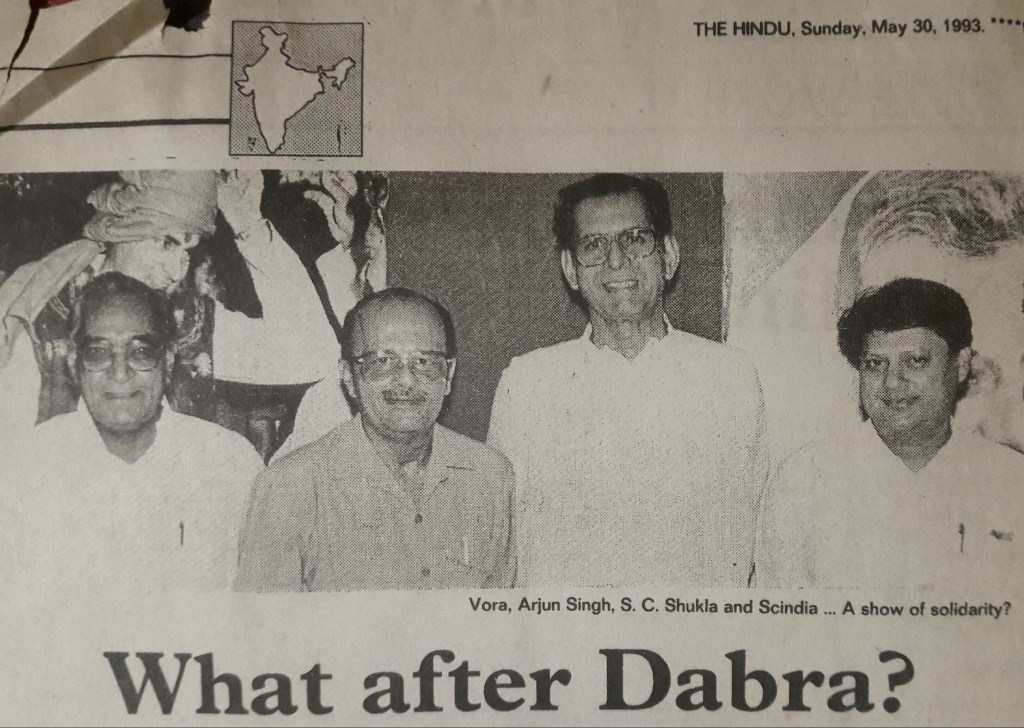 THE HINDU, Sunday, May 30, 1993. ****
Vora, Arjun Singh, S. C. Shukla and Scindia ... A show of solidarity?
What after Dabra?